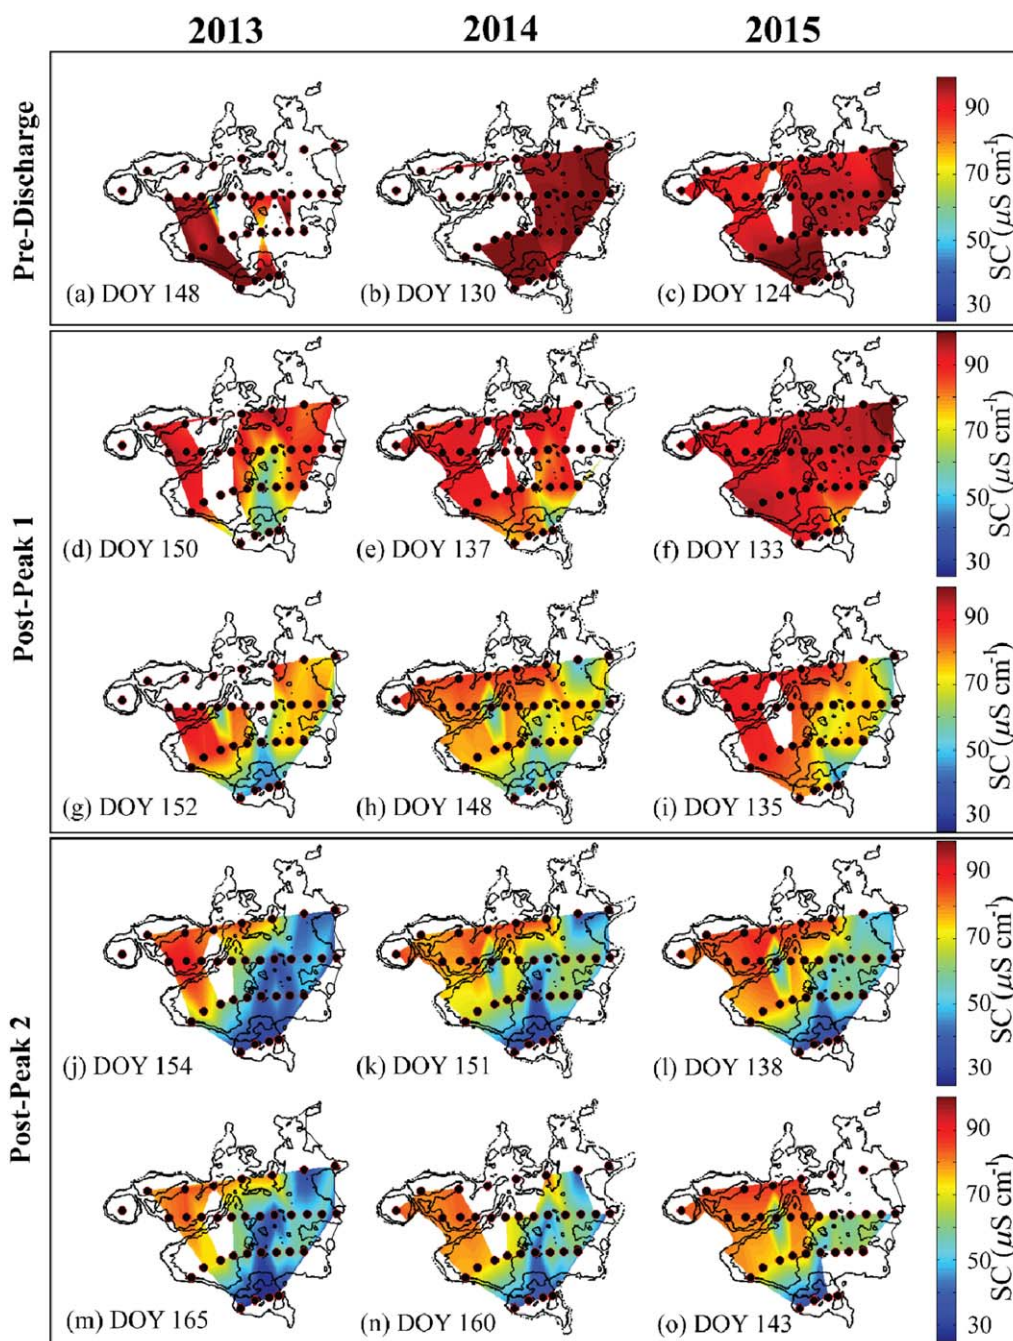 2013 2014 2015
Pre-Discharge
(a) DOY 148 (b) DOY 130 (c) DOY 124
90
70
50
30
SC (μS cm⁻¹)
Post-Peak 1
(d) DOY 150 (e) DOY 137 (f) DOY 133
90
70
50
30
SC (μS cm⁻¹)
(g) DOY 152 (h) DOY 148 (i) DOY 135
90
70
50
30
SC (μS cm⁻¹)
Post-Peak 2
(j) DOY 154 (k) DOY 151 (l) DOY 138
90
70
50
30
SC (μS cm⁻¹)
(m) DOY 165 (n) DOY 160 (o) DOY 143
90
70
50
30
SC (μS cm⁻¹)